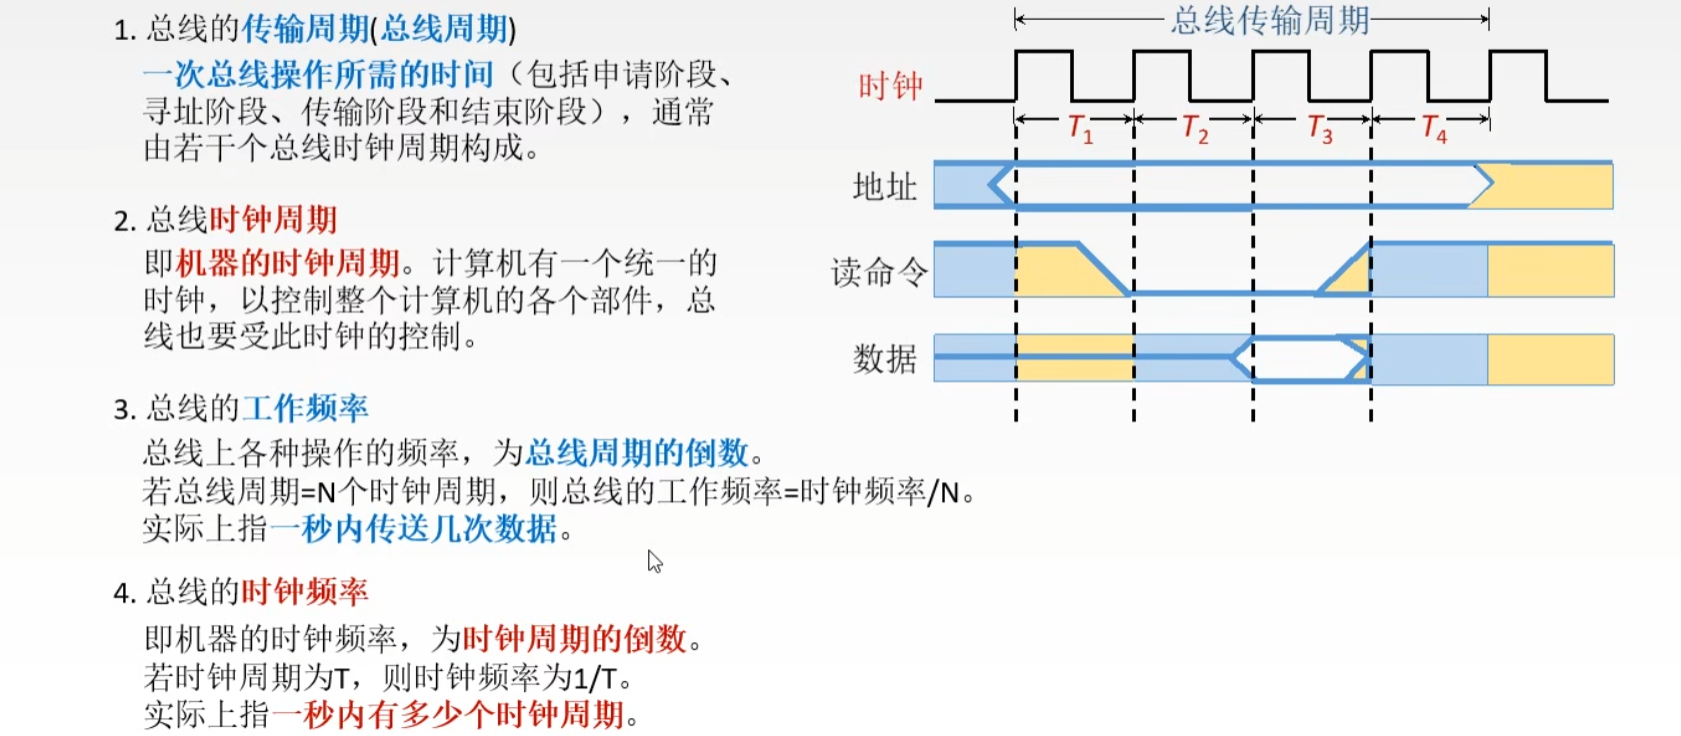 1. 总线的传输周期(总线周期)
一次总线操作所需的时间（包括申请阶段、
寻址阶段、传输阶段和结束阶段），通常
由若干个总线时钟周期构成。
2. 总线时钟周期
即机器的时钟周期。计算机有一个统一的
时钟，以控制整个计算机的各个部件，总
线也要受此时钟的控制。
3. 总线的工作频率
总线上各种操作的频率，为总线周期的倒数。
若总线周期=N个时钟周期，则总线的工作频率=时钟频率/N。
实际上指一秒内传送几次数据。
4. 总线的时钟频率
即机器的时钟频率，为时钟周期的倒数。
若时钟周期为T，则时钟频率为1/T。
实际上指一秒内有多少个时钟周期。
总线传输周期
时钟
T1 T2 T3 T4
地址
读命令
数据